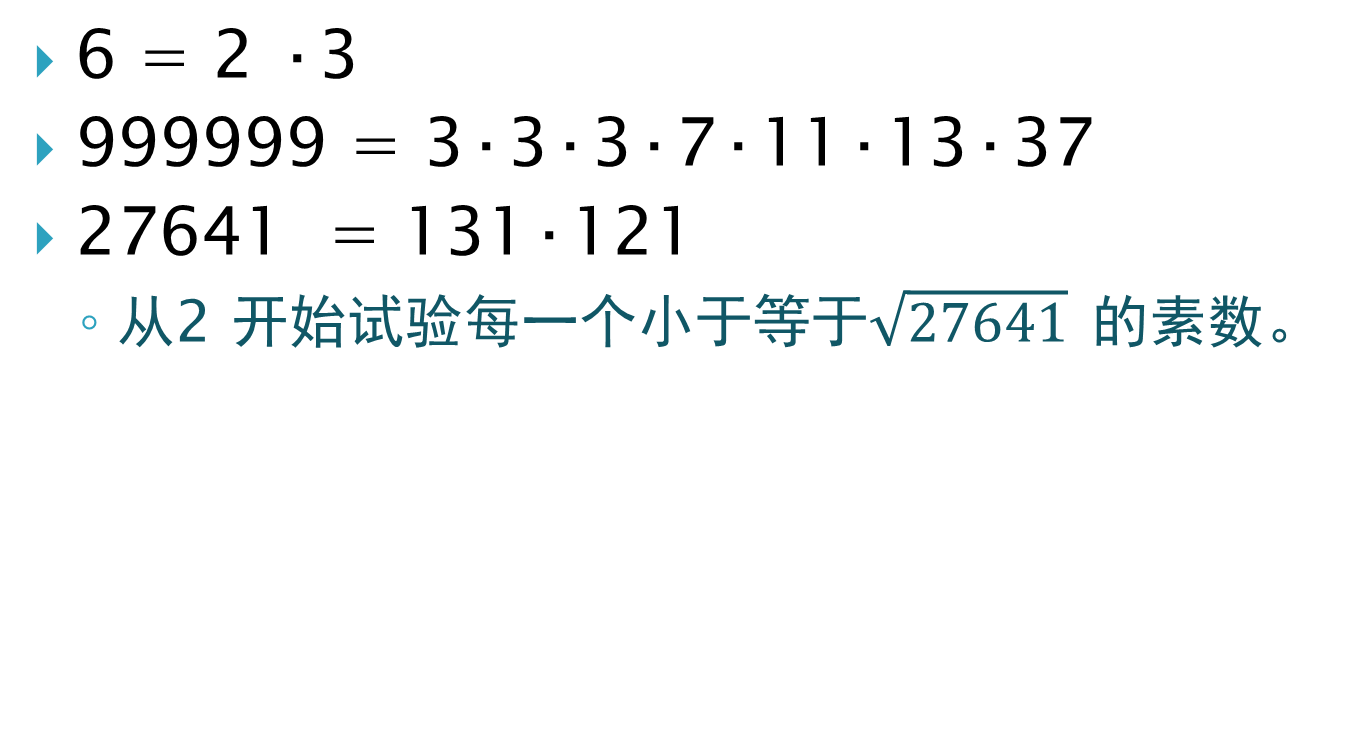 6 = 2 ·3
999999 = 3·3·3·7·11·13·37
27641 = 131·121
从2 开始试验每一个小于等于√27641 的素数。